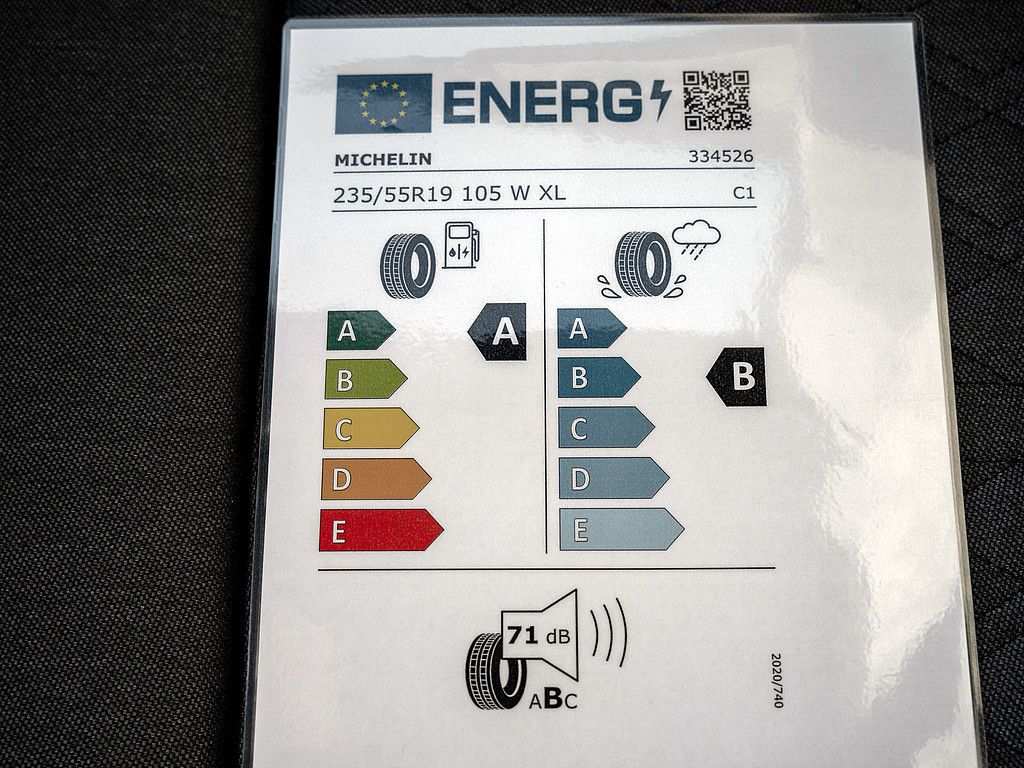 ENERG
MICHELIN 334526
235/55R19 105 W XL C1
A A A
B B B
C C
D D
E E
71 dB
ABC
2020/740